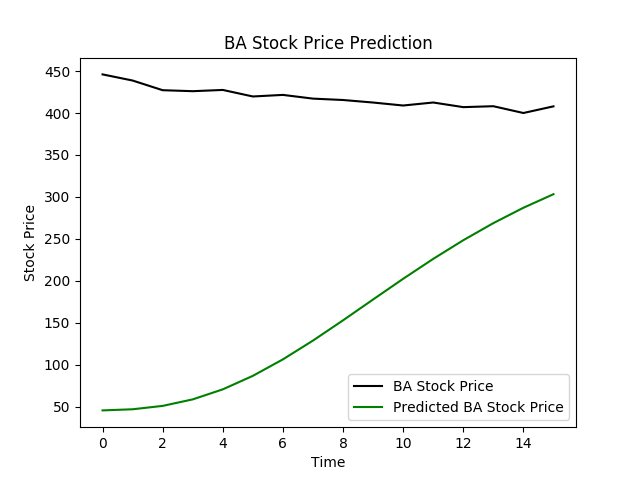 BA Stock Price Prediction
450
400
350
300
250
200
150
100
50
Stock Price
BA Stock Price
Predicted BA Stock Price
0 2 4 6 8 10 12 14
Time